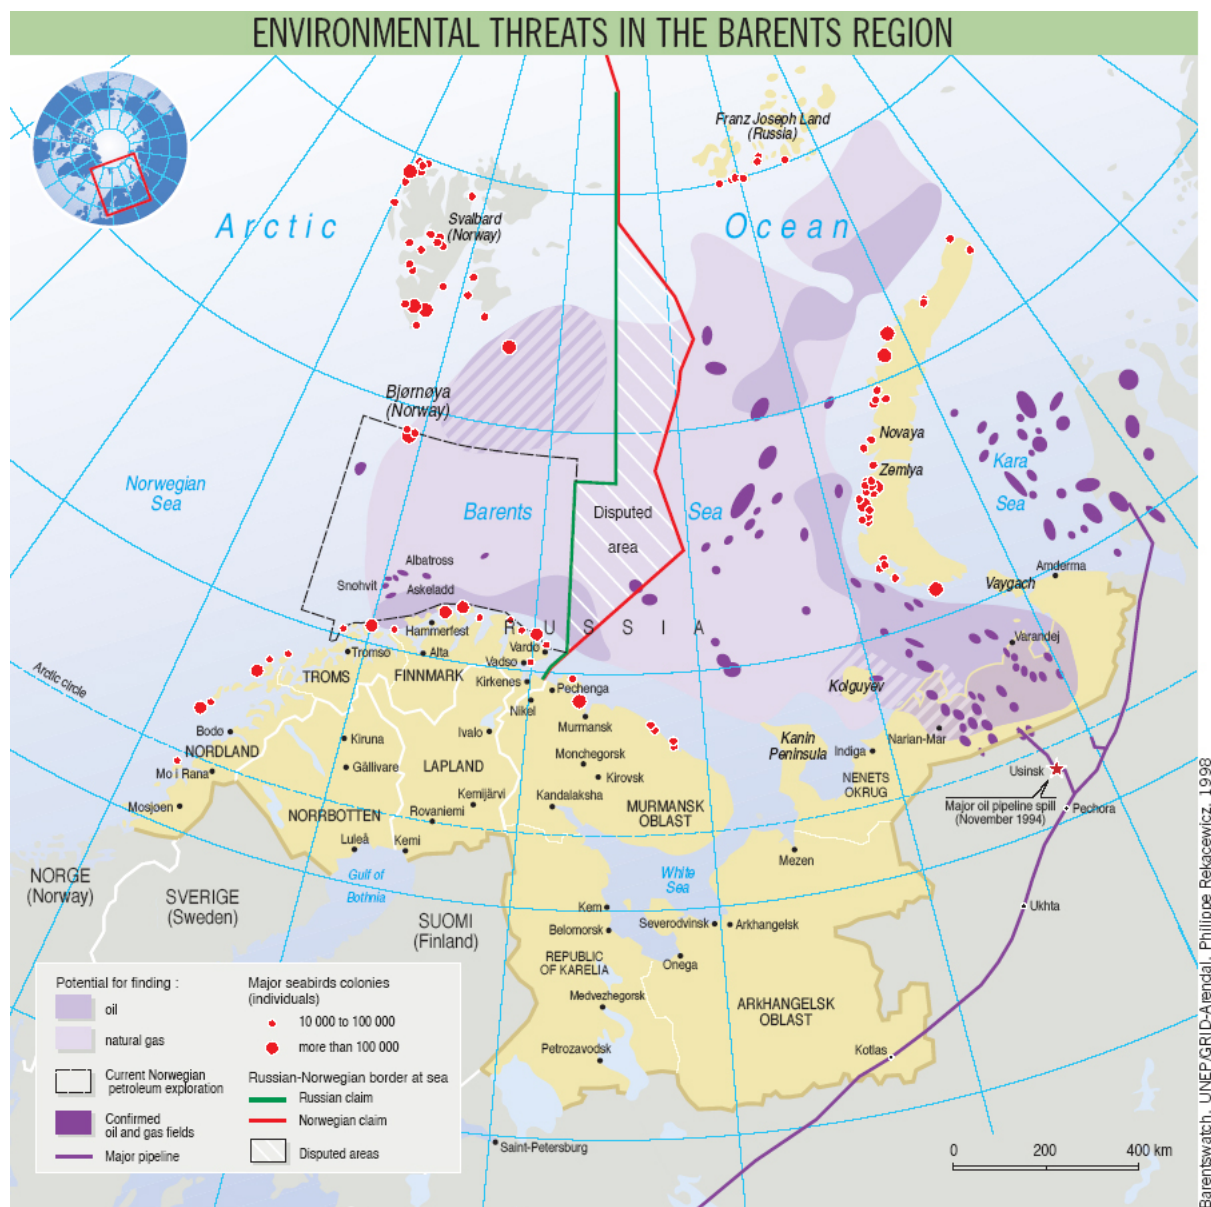 ENVIRONMENTAL THREATS IN THE BARENTS REGION
Franz Joseph Land
(Russia)
Arctic
Svalbard
(Norway)
Ocean
Bjørnøya
(Norway)
Novaya
Zemlya
Kara
Sea
Norwegian
Sea
Barents
Disputed
area
Sea
Albatross
Snohvit
Askeladd
Amderma
Vaygach
RUSSIA
Hammerfest
Tromsø
Alta
Vardø
Vadsø
Varandej
Arctic circle
TROMS
FINNMARK
Kirkenes
Pechenga
Kolguyev
Nikel
Murmansk
Bodø
NORDLAND
Kiruna
Ivalo
Kanin
Peninsula
Indiga
Narian-Mar
Monchegorsk
Mo i Rana
Gällivare
LAPLAND
Kirovsk
NENETS
OKRUG
Usinsk
Mosjøen
Kemijärvi
Kandalaksha
MURMANSK
OBLAST
Major oil pipeline spill
(November 1994)
Pechora
NORRBOTTEN
Rovaniemi
Luleå
Kemi
Mezen
NORGE
(Norway)
Gulf of
Bothnia
White
Sea
SVERIGE
(Sweden)
SUOMI
(Finland)
Kem
Ukhta
Belomorsk
Severodvinsk
Arkhangelsk
REPUBLIC
OF KARELIA
Onega
Medvezhegorsk
ARKHANGELSK
OBLAST
Petrozavodsk
Kotlas
Saint-Petersburg
Potential for finding :
oil
natural gas
Current Norwegian
petroleum exploration
Confirmed
oil and gas fields
Major pipeline
Major seabirds colonies
(individuals)
10 000 to 100 000
more than 100 000
Russian-Norwegian border at sea
Russian claim
Norwegian claim
Disputed areas
0 200 400 km
Barentswatch, UNEP/GRID-Arendal, Philippe Rekacewicz, 1998